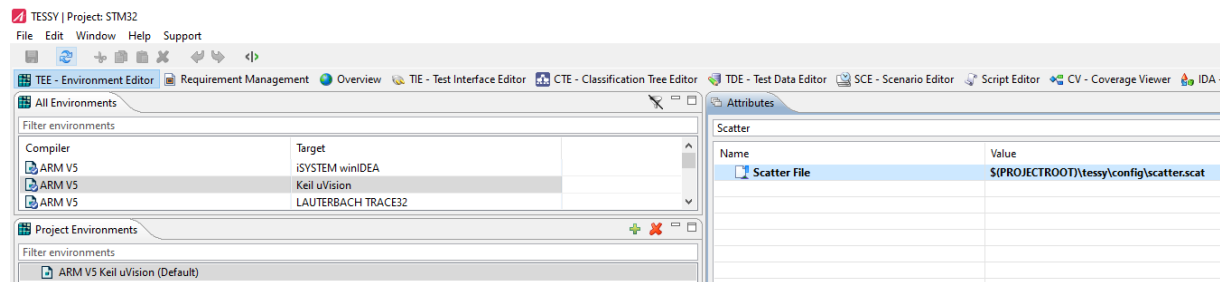 TESSY | Project: STM32
File Edit Window Help Support
TEE - Environment Editor Requirement Management Overview TIE - Test Interface Editor CTE - Classification Tree Editor TDE - Test Data Editor SCE - Scenario Editor Script Editor CV - Coverage Viewer IDA -
All Environments
Filter environments
Compiler Target
ARM V5 iSYSTEM winIDEA
ARM V5 Keil uVision
ARM V5 LAUTERBACH TRACE32
Project Environments
Filter environments
ARM V5 Keil uVision (Default)
Attributes
Scatter
Name Value
Scatter File $(PROJECTROOT)\tessy\config\scatter.scat